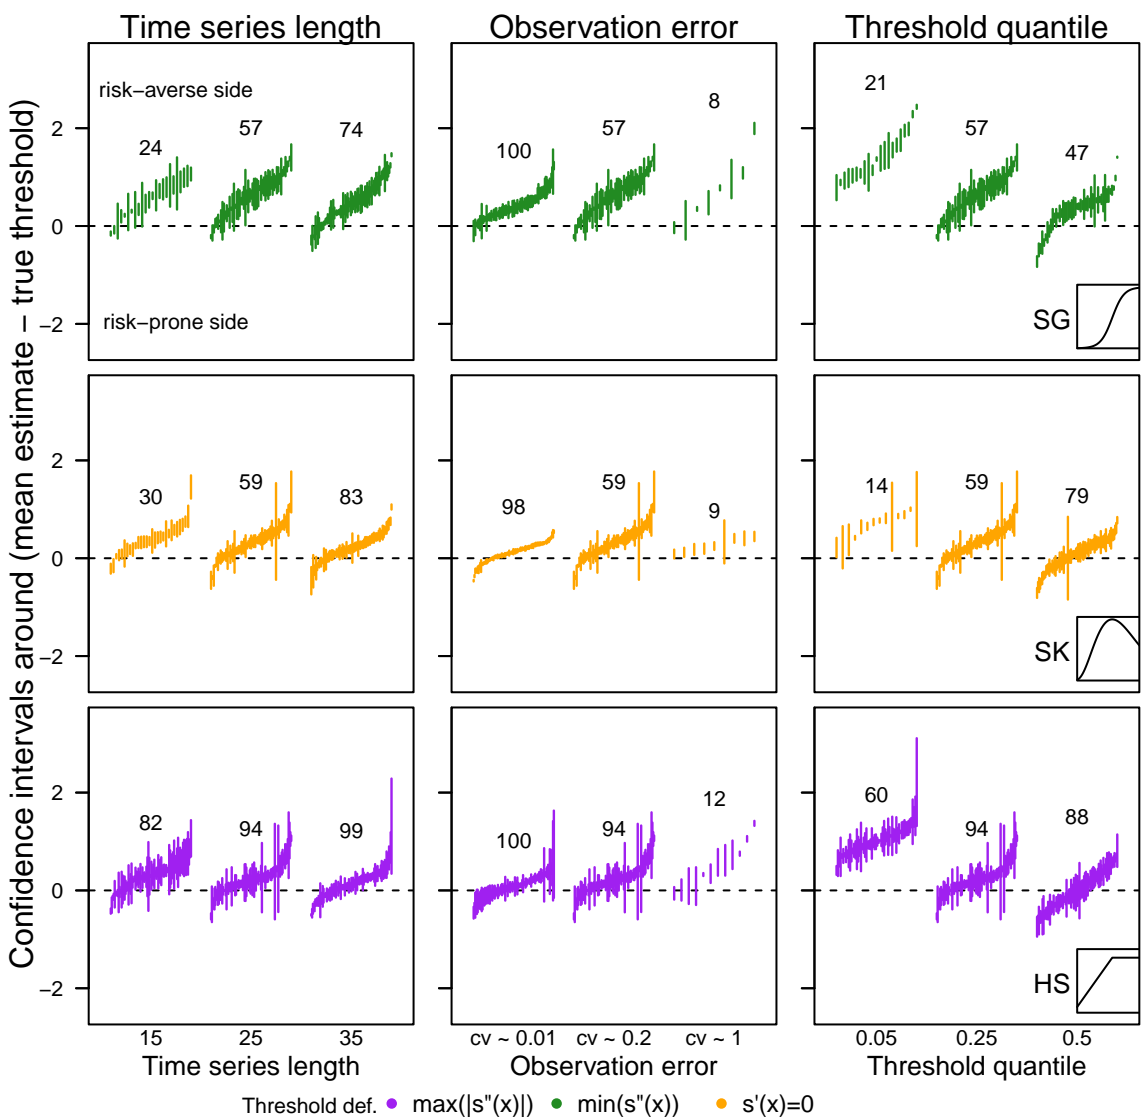 Time series length
Observation error
Threshold quantile
Confidence intervals around (mean estimate − true threshold)
risk−averse side
24
57
74
2
0
−2
risk−prone side
100
57
8
21
57
47
SG
30
59
83
2
0
−2
98
59
9
14
59
79
SK
82
94
99
2
0
−2
100
94
12
60
94
88
HS
15
25
35
cv ~ 0.01
cv ~ 0.2
cv ~ 1
0.05
0.25
0.5
Time series length
Observation error
Threshold quantile
Threshold def. max(|s''(x)|) min(s''(x)) s'(x)=0